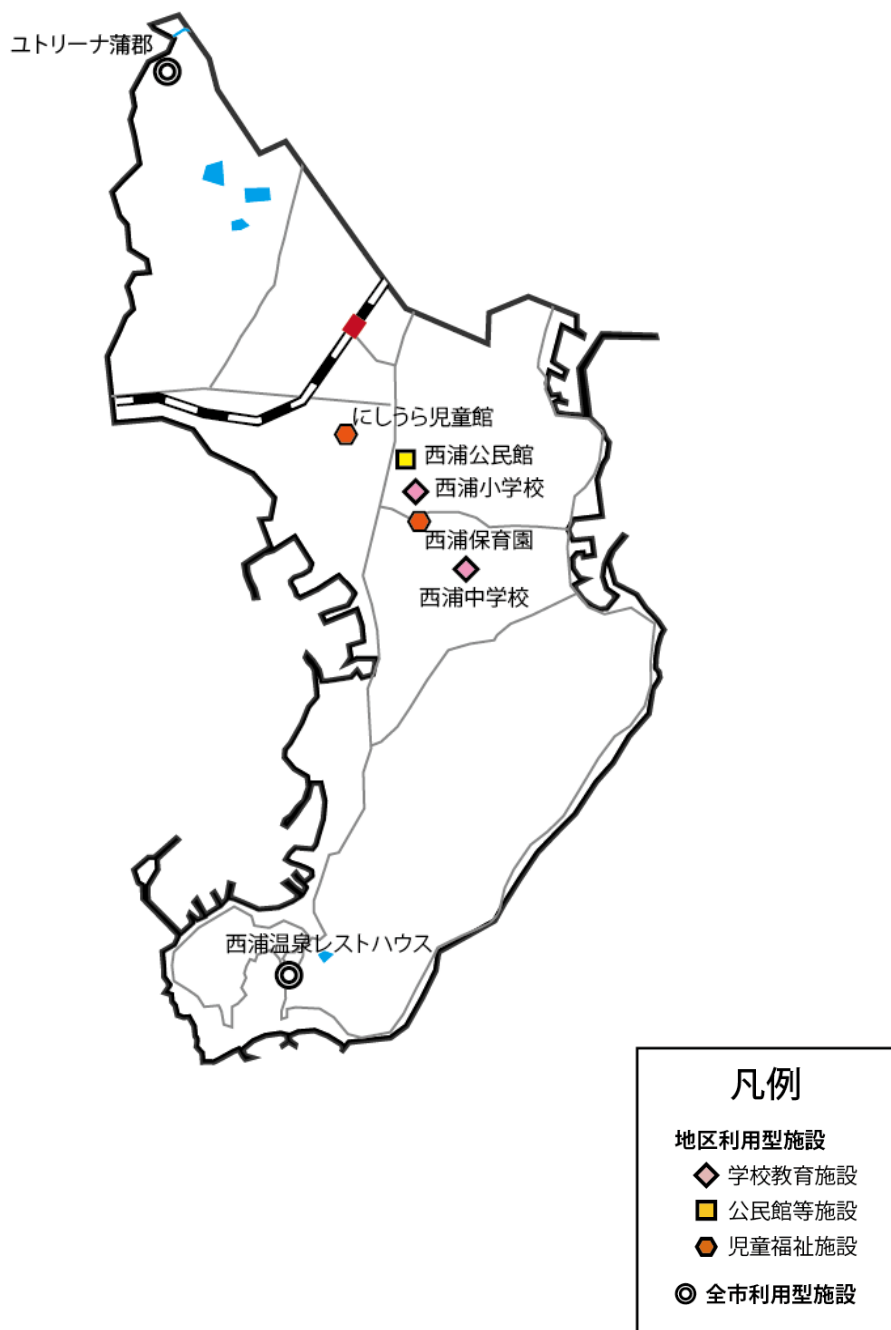 ユトリーナ蒲郡
にしうら児童館
西浦公民館
西浦小学校
西浦保育園
西浦中学校
西浦温泉レストハウス
凡例
地区利用型施設
学校教育施設
公民館等施設
児童福祉施設
全市利用型施設